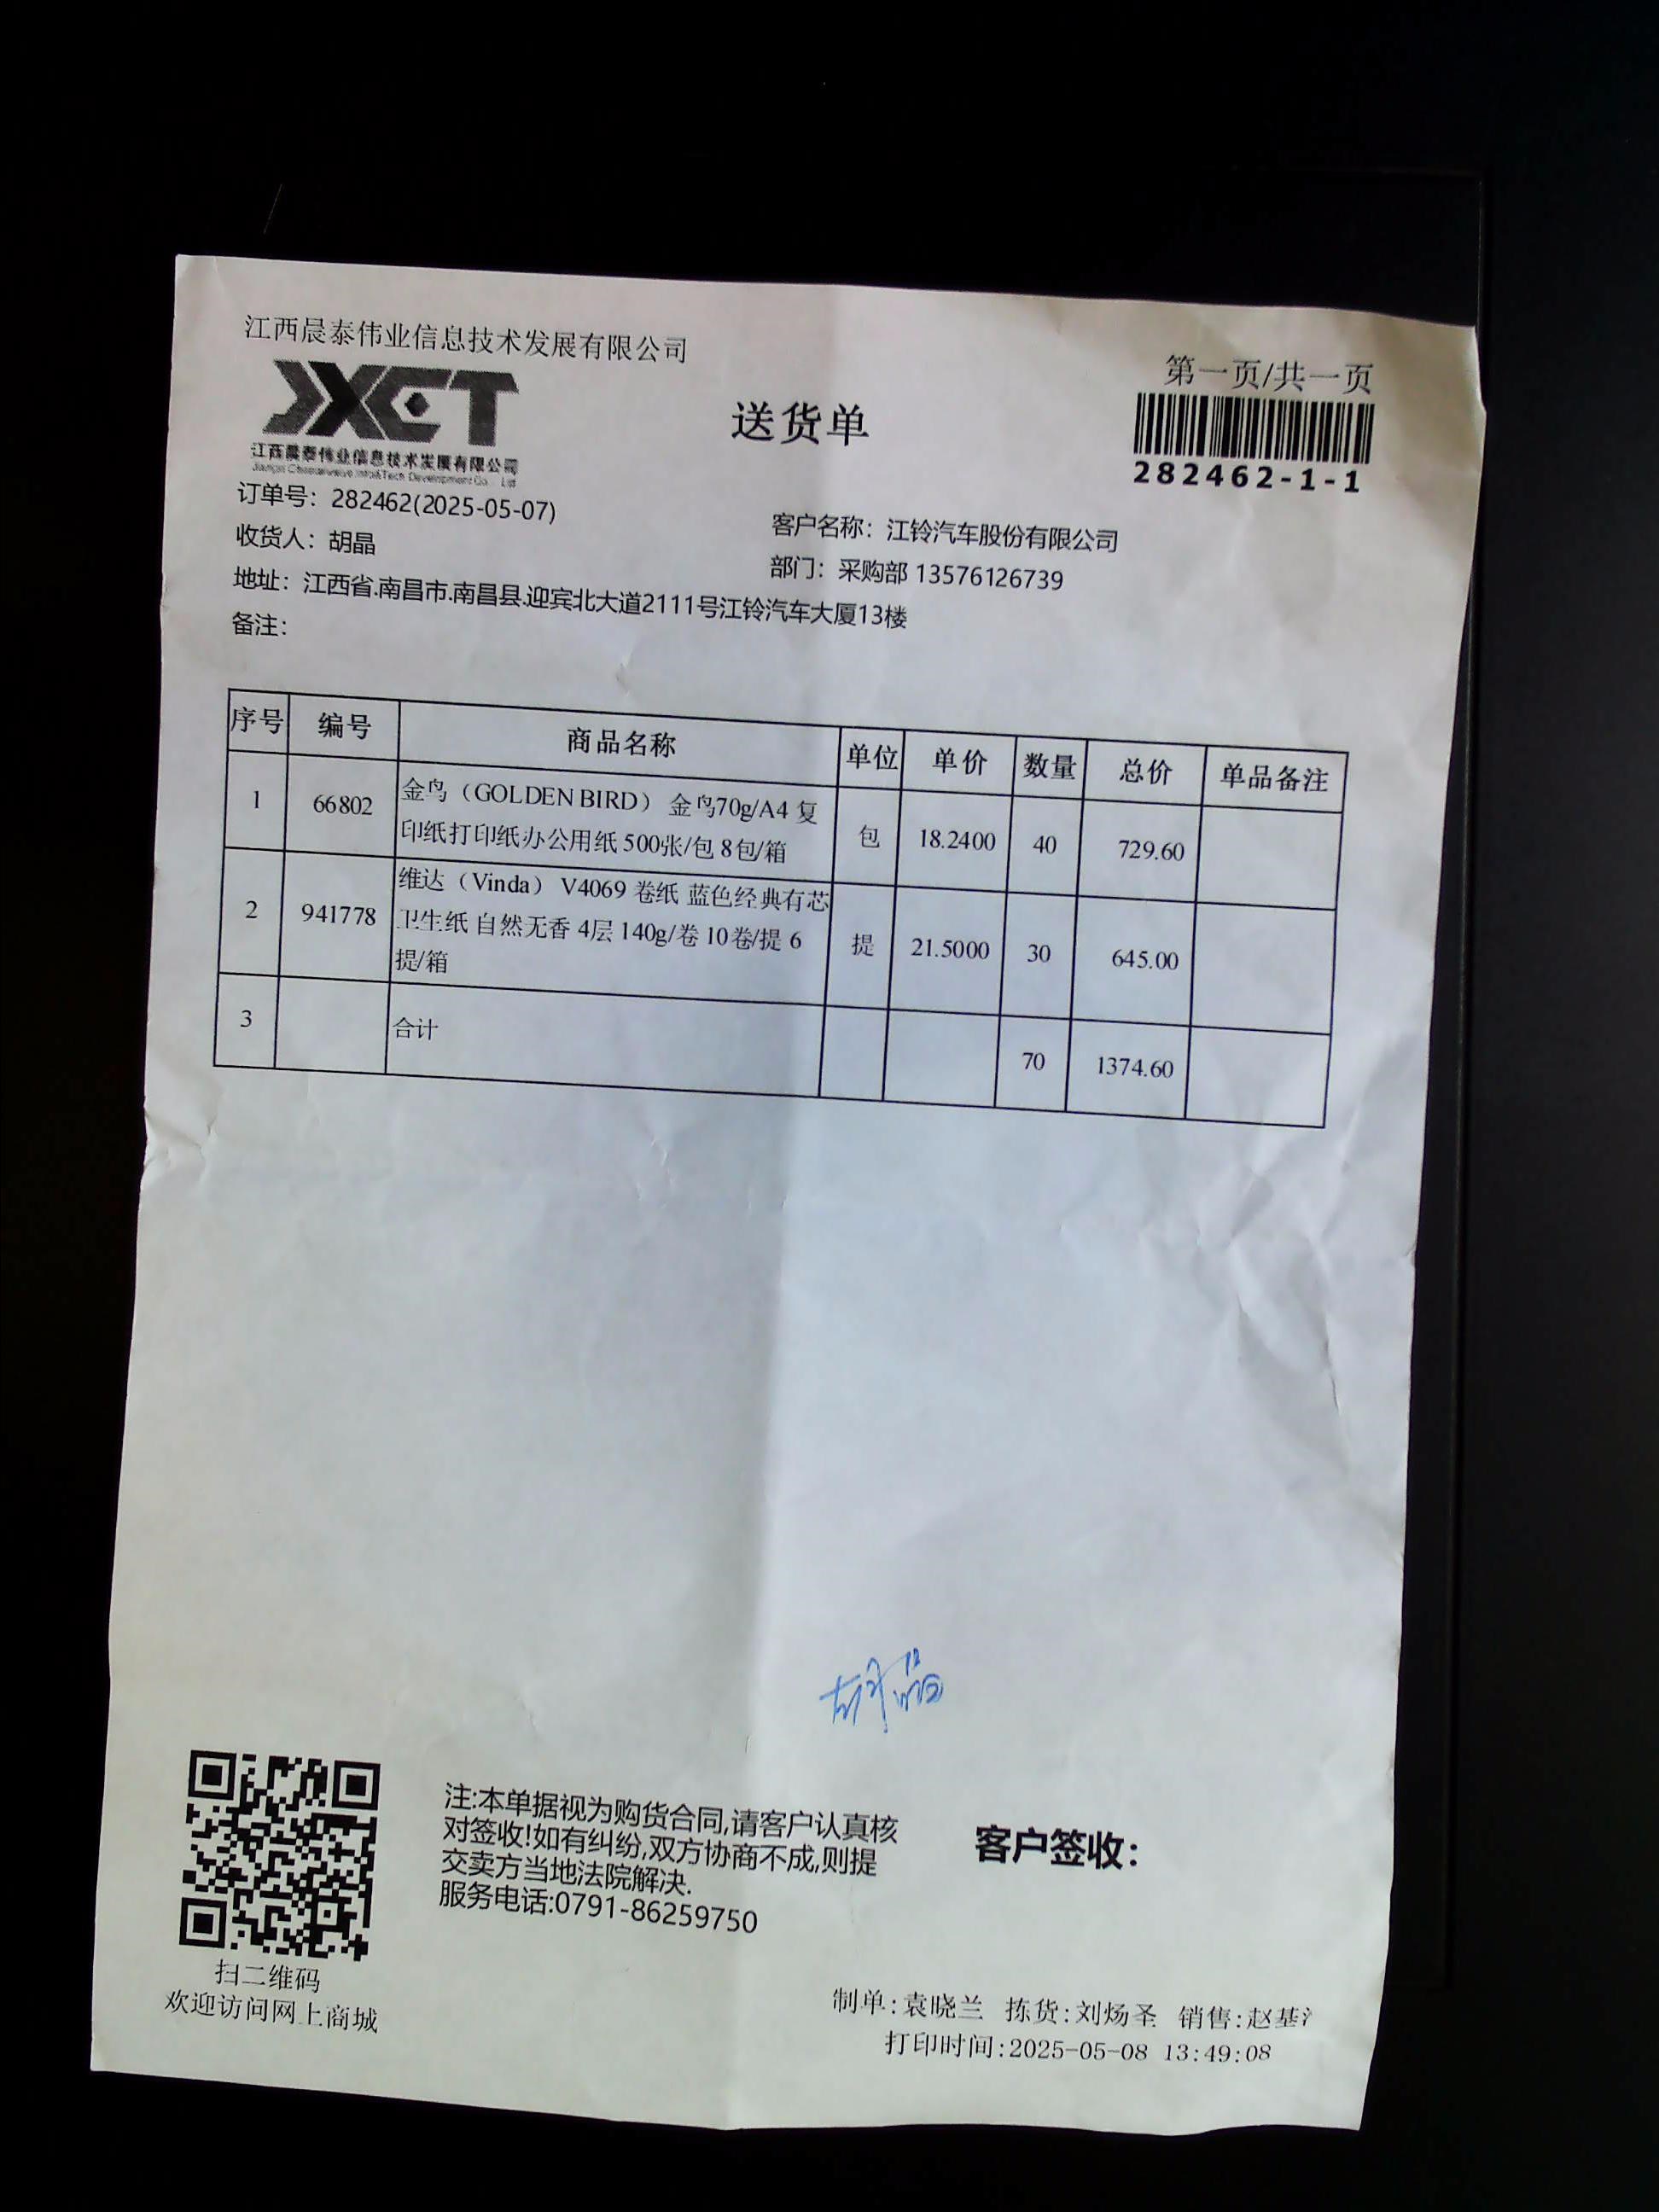 江西晨泰伟业信息技术发展有限公司
第一页/共一页
JXCT
送货单
江西晨泰伟业信息技术发展有限公司
282462-1-1
订单号：282462(2025-05-07)
客户名称：江铃汽车股份有限公司
收货人：胡晶
部门：采购部 13576126739
地址：江西省.南昌市.南昌县.迎宾北大道2111号江铃汽车大厦13楼
备注：
序号 编号 商品名称 单位 单价 数量 总价 单品备注
1 66802 金鸟（GOLDEN BIRD） 金鸟70g/A4 复
印纸打印纸办公用纸 500张/包 8包/箱 包 18.2400 40 729.60
2 941778 维达（Vinda） V4069 卷纸 蓝色经典有芯
卫生纸 自然无香 4层 140g/卷 10卷/提 6
提/箱 提 21.5000 30 645.00
3 合计 70 1374.60
胡晶
注:本单据视为购货合同,请客户认真核
对签收!如有纠纷,双方协商不成,则提
交卖方当地法院解决.
服务电话:0791-86259750
客户签收：
扫二维码
欢迎访问网上商城
制单:袁晓兰 拣货:刘炀圣 销售:赵基
打印时间:2025-05-08 13:49:08